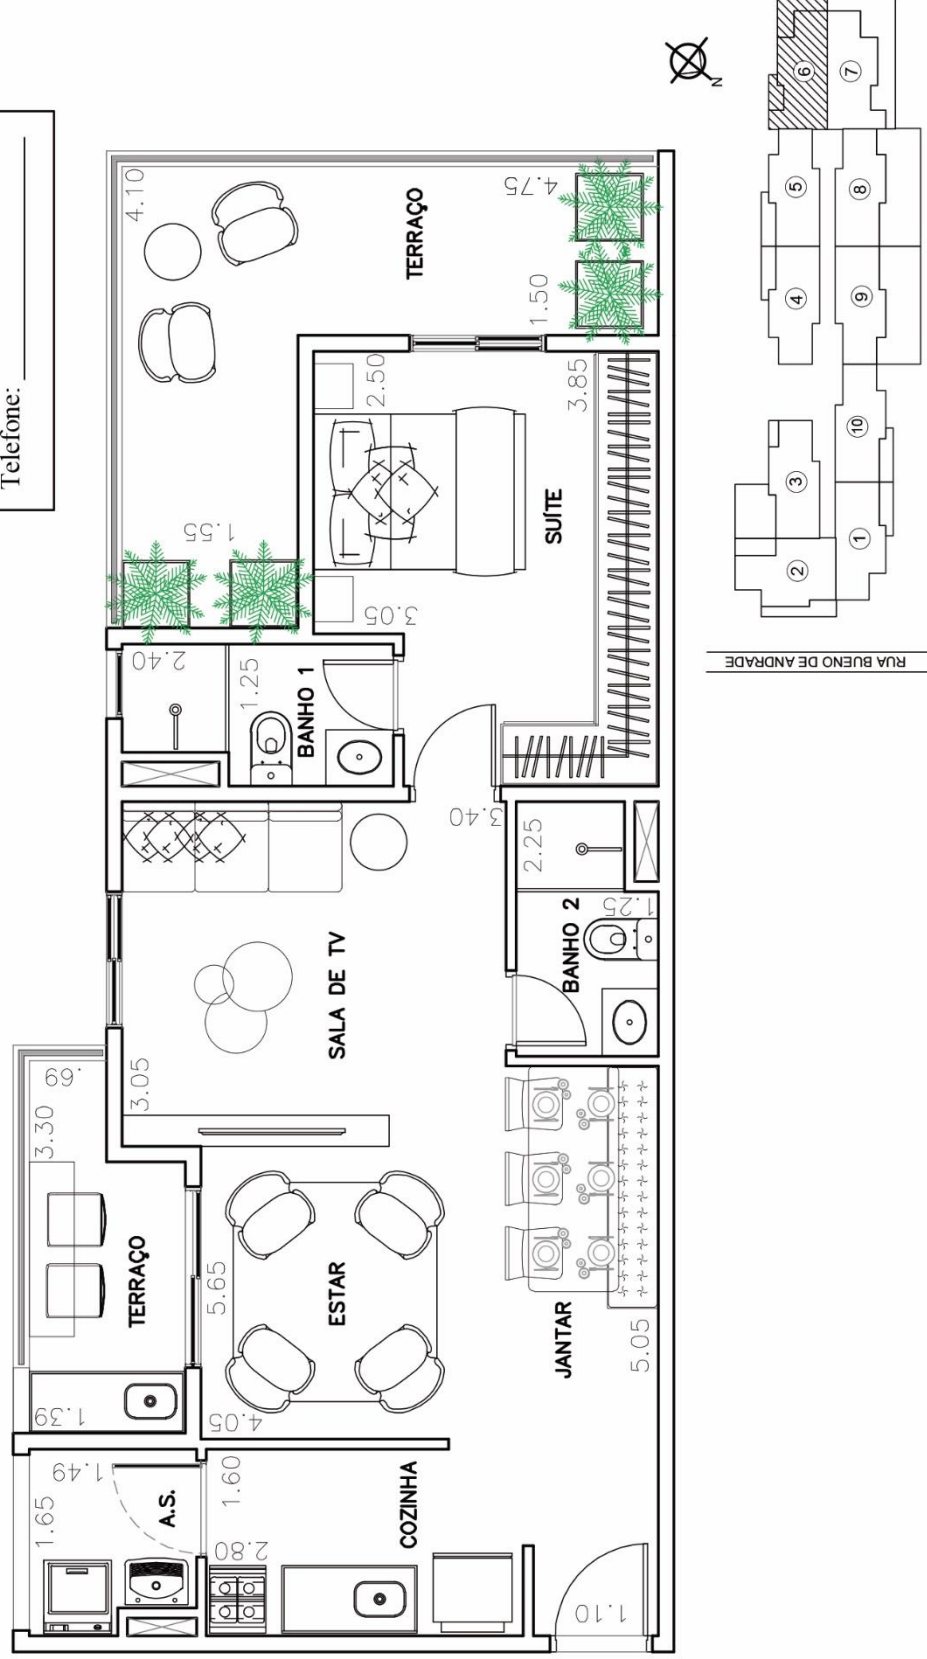 Telefone:
4.10
TERRAÇO
4.75
1.50
1.55
2.50
3.85
SUÍTE
3.05
2.40
1.25
BANHO 1
3.40
2.25
BANHO 2
1.25
SALA DE TV
3.05
.69
3.30
TERRAÇO
5.65
ESTAR
JANTAR
5.05
4.05
1.39
1.49
1.65
A.S.
1.60
COZINHA
2.80
1.10
N
6
7
5
8
4
9
3
10
2
1
RUA BUENO DE ANDRADE